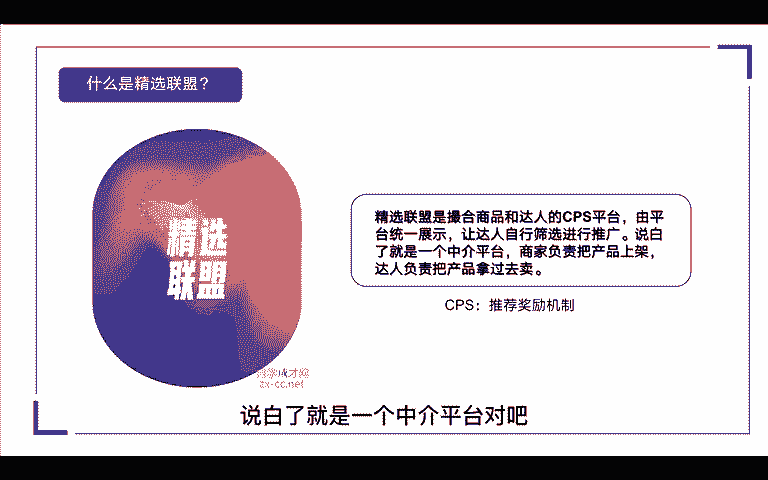 什么是精选联盟？
精选
联盟
精选联盟是撮合商品和达人的CPS平台，由平
台统一展示，让达人自行筛选进行推广。说白
了就是一个中介平台，商家负责把产品上架，
达人负责把产品拿过去卖。
CPS：推荐奖励机制
zx-cc.net
说白了就是一个中介平台对吧